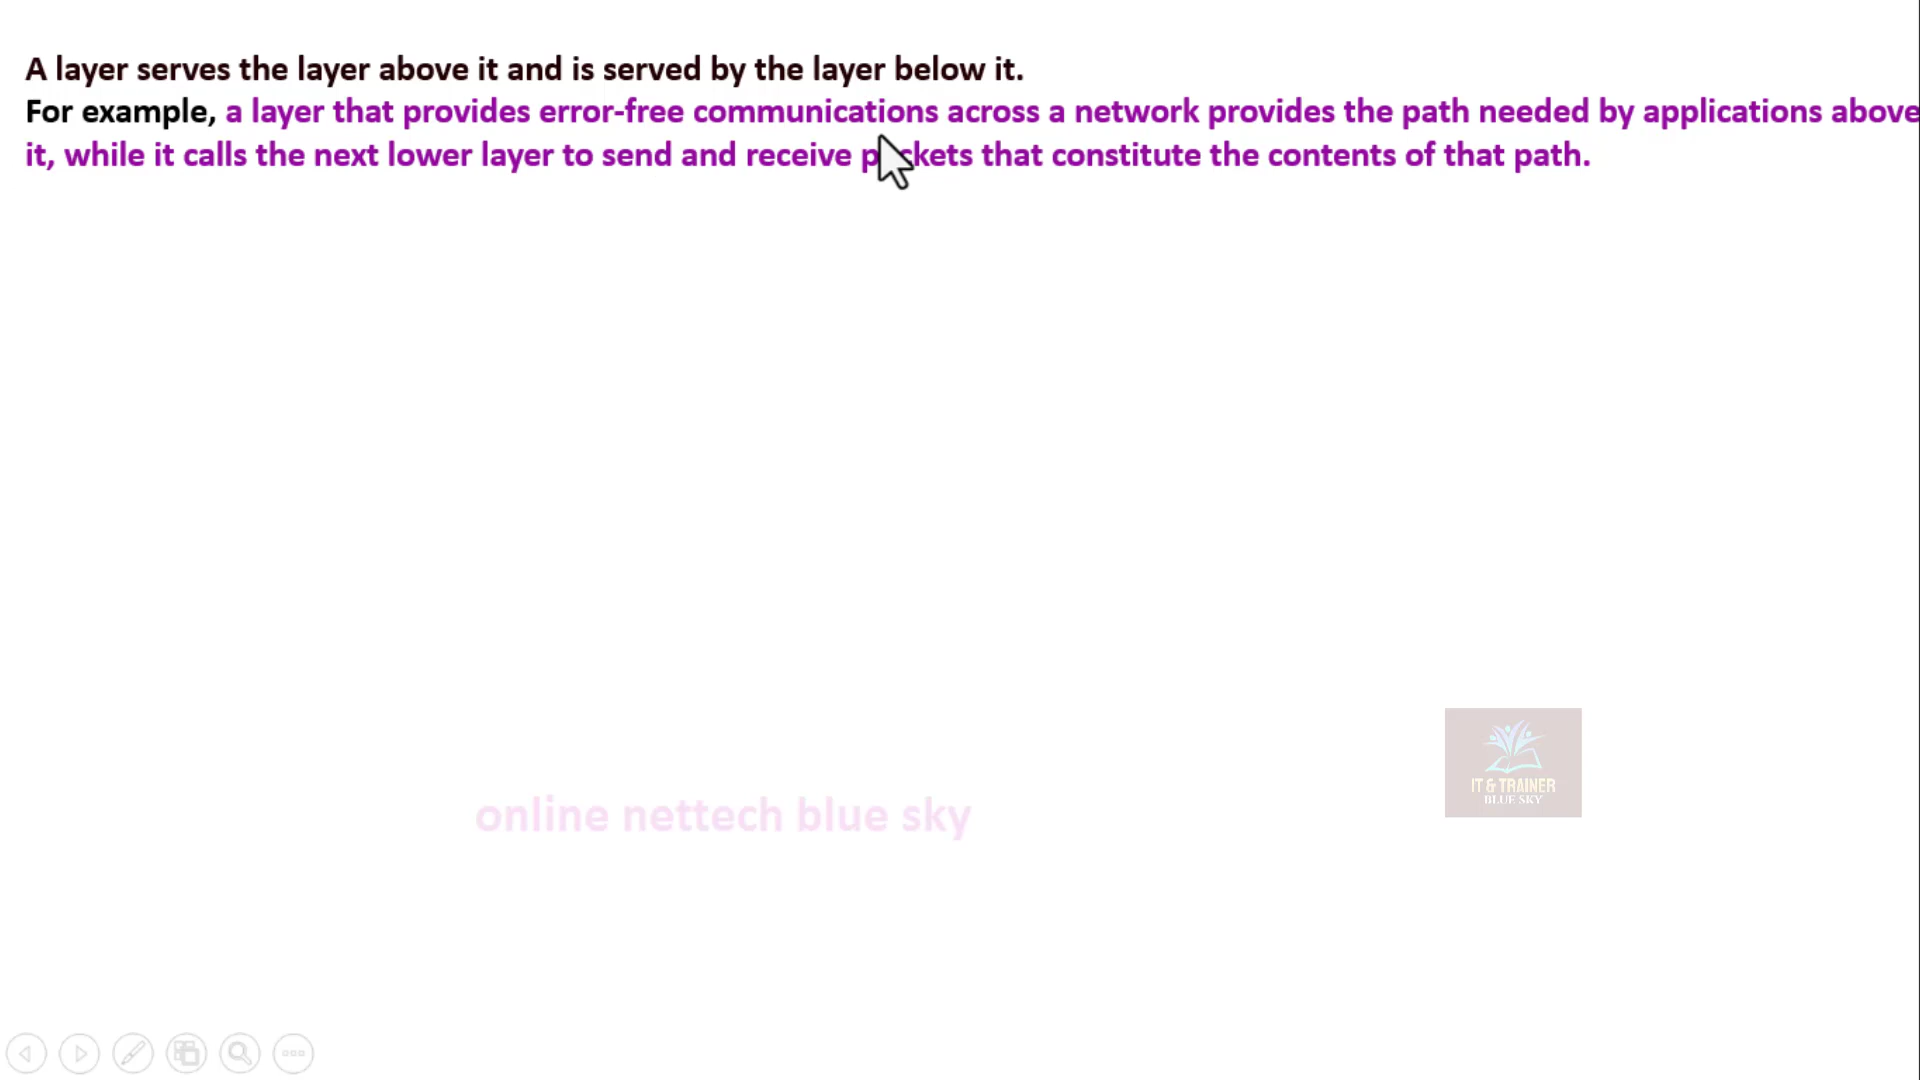 A layer serves the layer above it and is served by the layer below it.
For example, a layer that provides error-free communications across a network provides the path needed by applications above
it, while it calls the next lower layer to send and receive packets that constitute the contents of that path.
IT & TRAINER
BLUE SKY
online nettech blue sky